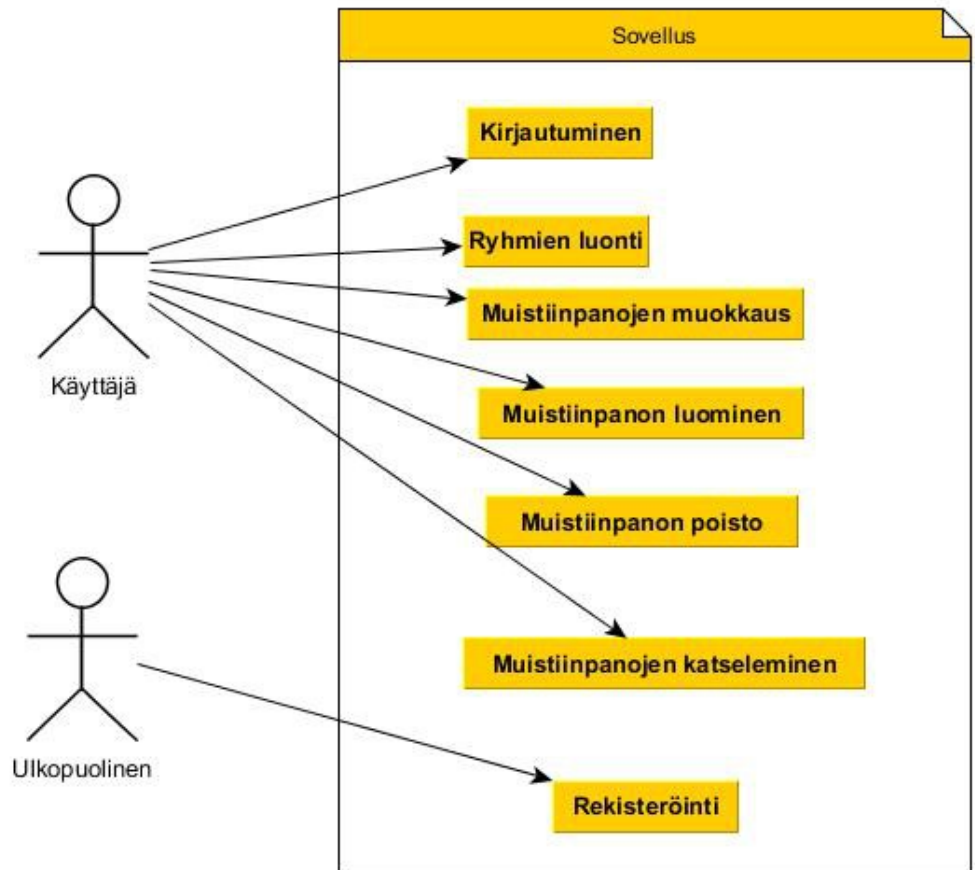 Sovellus
Kirjautuminen
Ryhmien luonti
Muistiinpanojen muokkaus
Käyttäjä
Muistiinpanon luominen
Muistiinpanon poisto
Muistiinpanojen katseleminen
Ulkopuolinen
Rekisteröinti